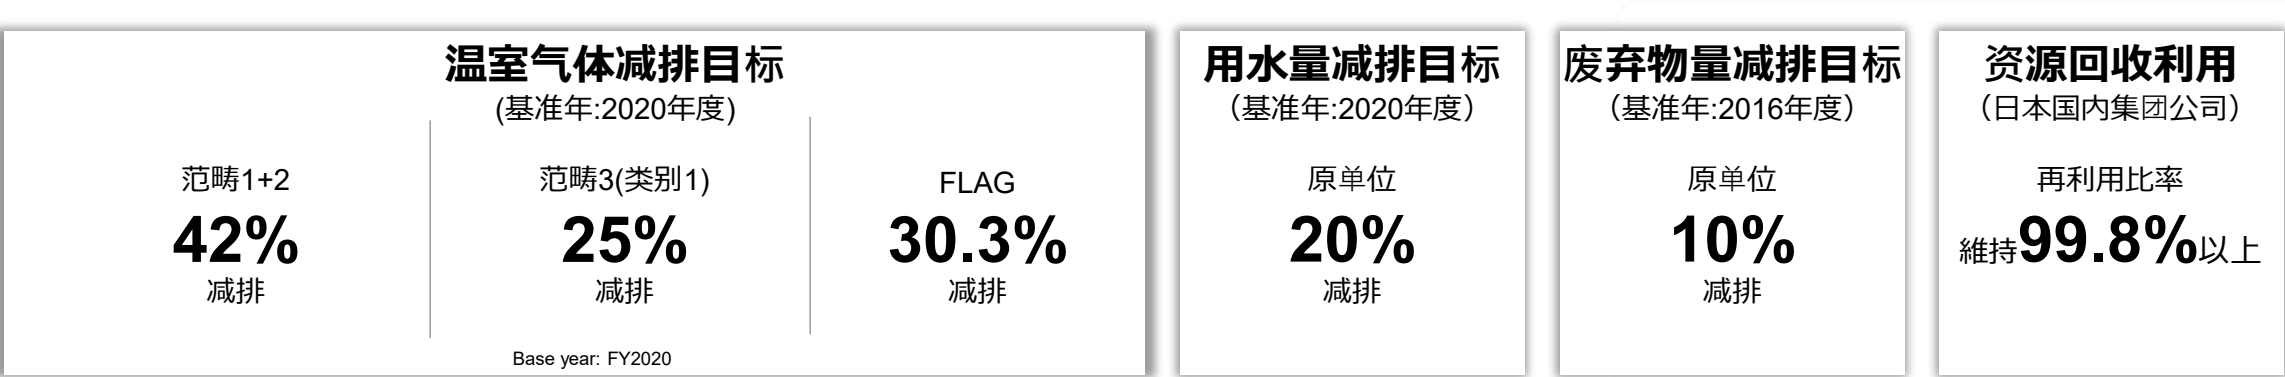 温室气体减排目标
(基准年:2020年度)
范畴1+2
42%
减排
范畴3(类别1)
25%
减排
FLAG
30.3%
减排
Base year: FY2020
用水量减排目标
（基准年:2020年度）
原单位
20%
减排
废弃物量减排目标
（基准年:2016年度）
原单位
10%
减排
资源回收利用
（日本国内集团公司）
再利用比率
維持99.8%以上